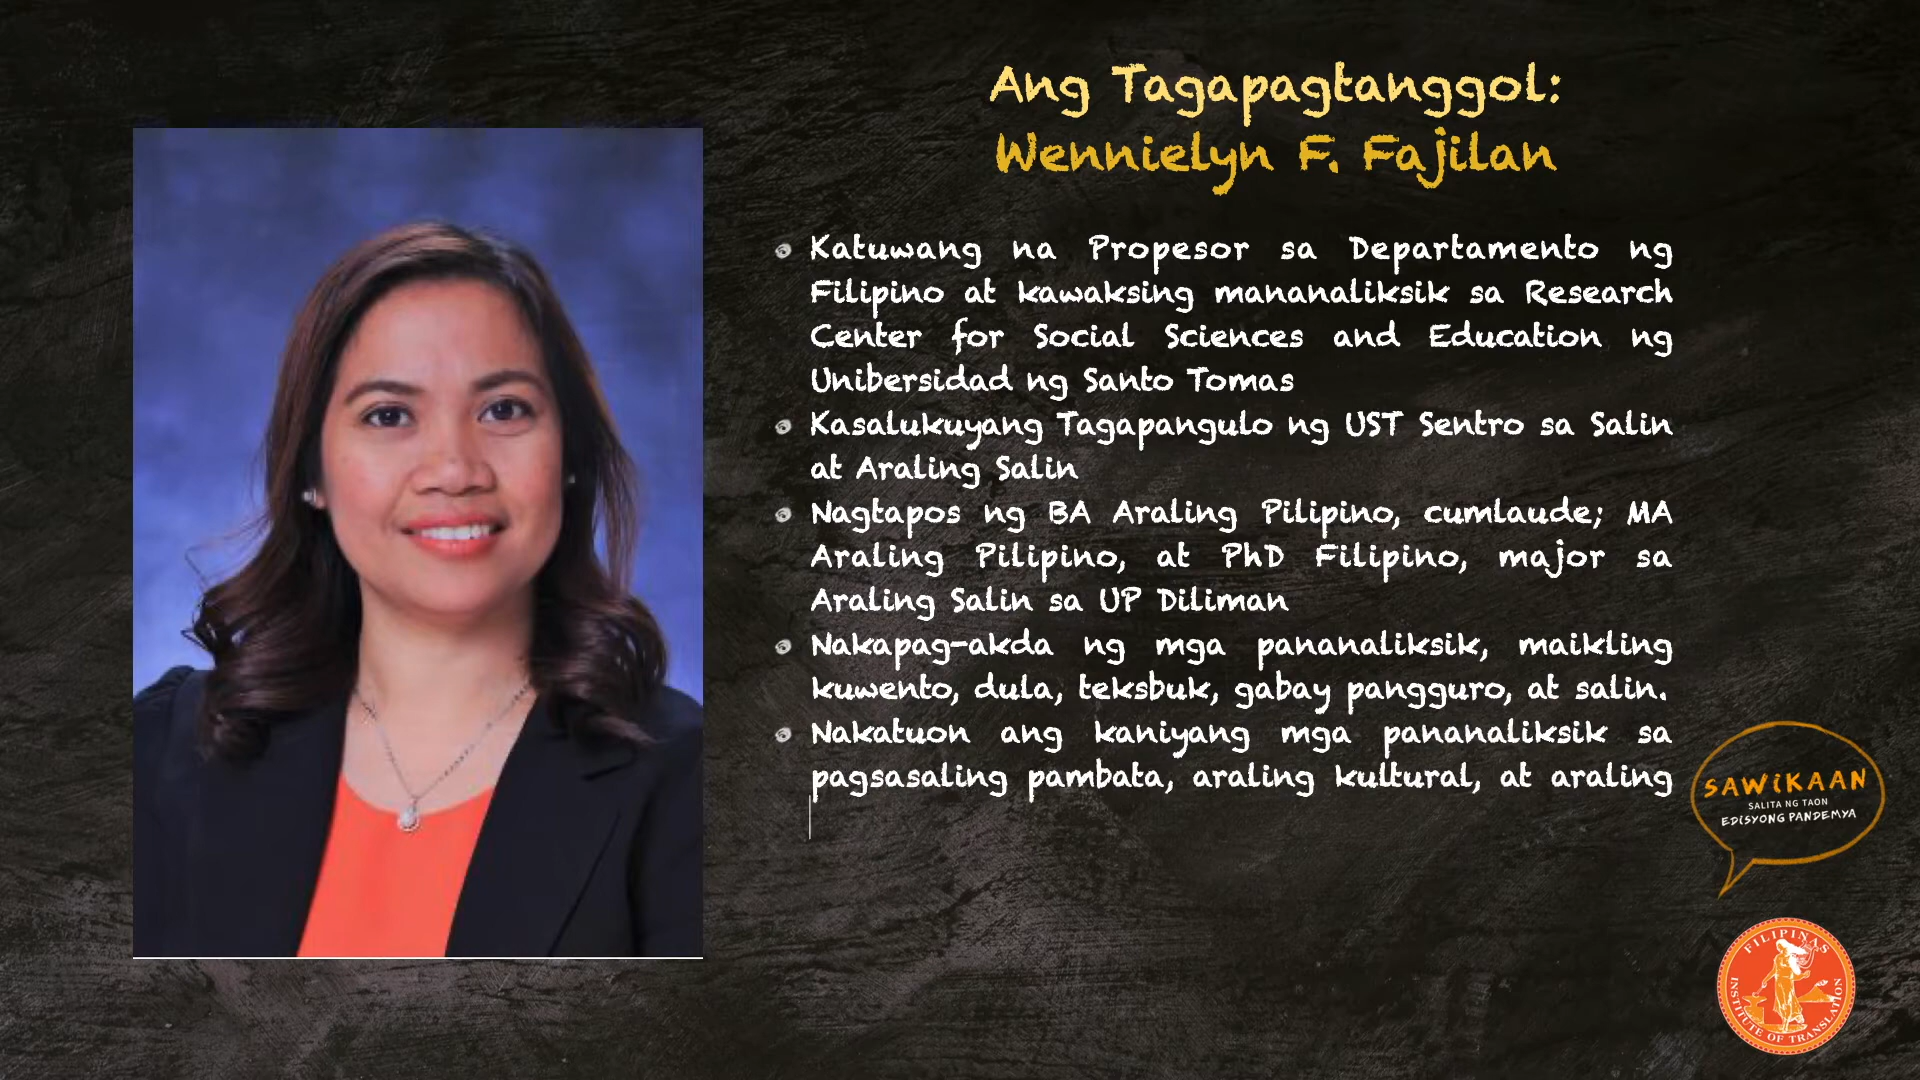 Ang Tagapagtanggol:
Wennielyn F. Fajilan
Katuwang na Propesor sa Departamento ng
Filipino at kawaksing mananaliksik sa Research
Center for Social Sciences and Education ng
Unibersidad ng Santo Tomas
Kasalukuyang Tagapangulo ng UST Sentro sa Salin
at Araling Salin
Nagtapos ng BA Araling Pilipino, cumlaude; MA
Araling Pilipino, at PhD Filipino, major sa
Araling Salin sa UP Diliman
Nakapag-akda ng mga pananaliksik, maikling
kuwento, dula, teksbuk, gabay pangguro, at salin.
Nakatuon ang kaniyang mga pananaliksik sa
pagsasaling pambata, araling kultural, at araling
SAWiKAAN
SALITA NG TAON
EDISYONG PANDEMYA
FILIPINAS
INSTITUTE OF TRANSLATION